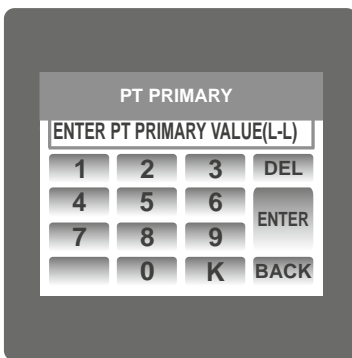 PT PRIMARY
ENTER PT PRIMARY VALUE(L-L)
1 2 3 DEL
4 5 6 ENTER
7 8 9
0 K BACK